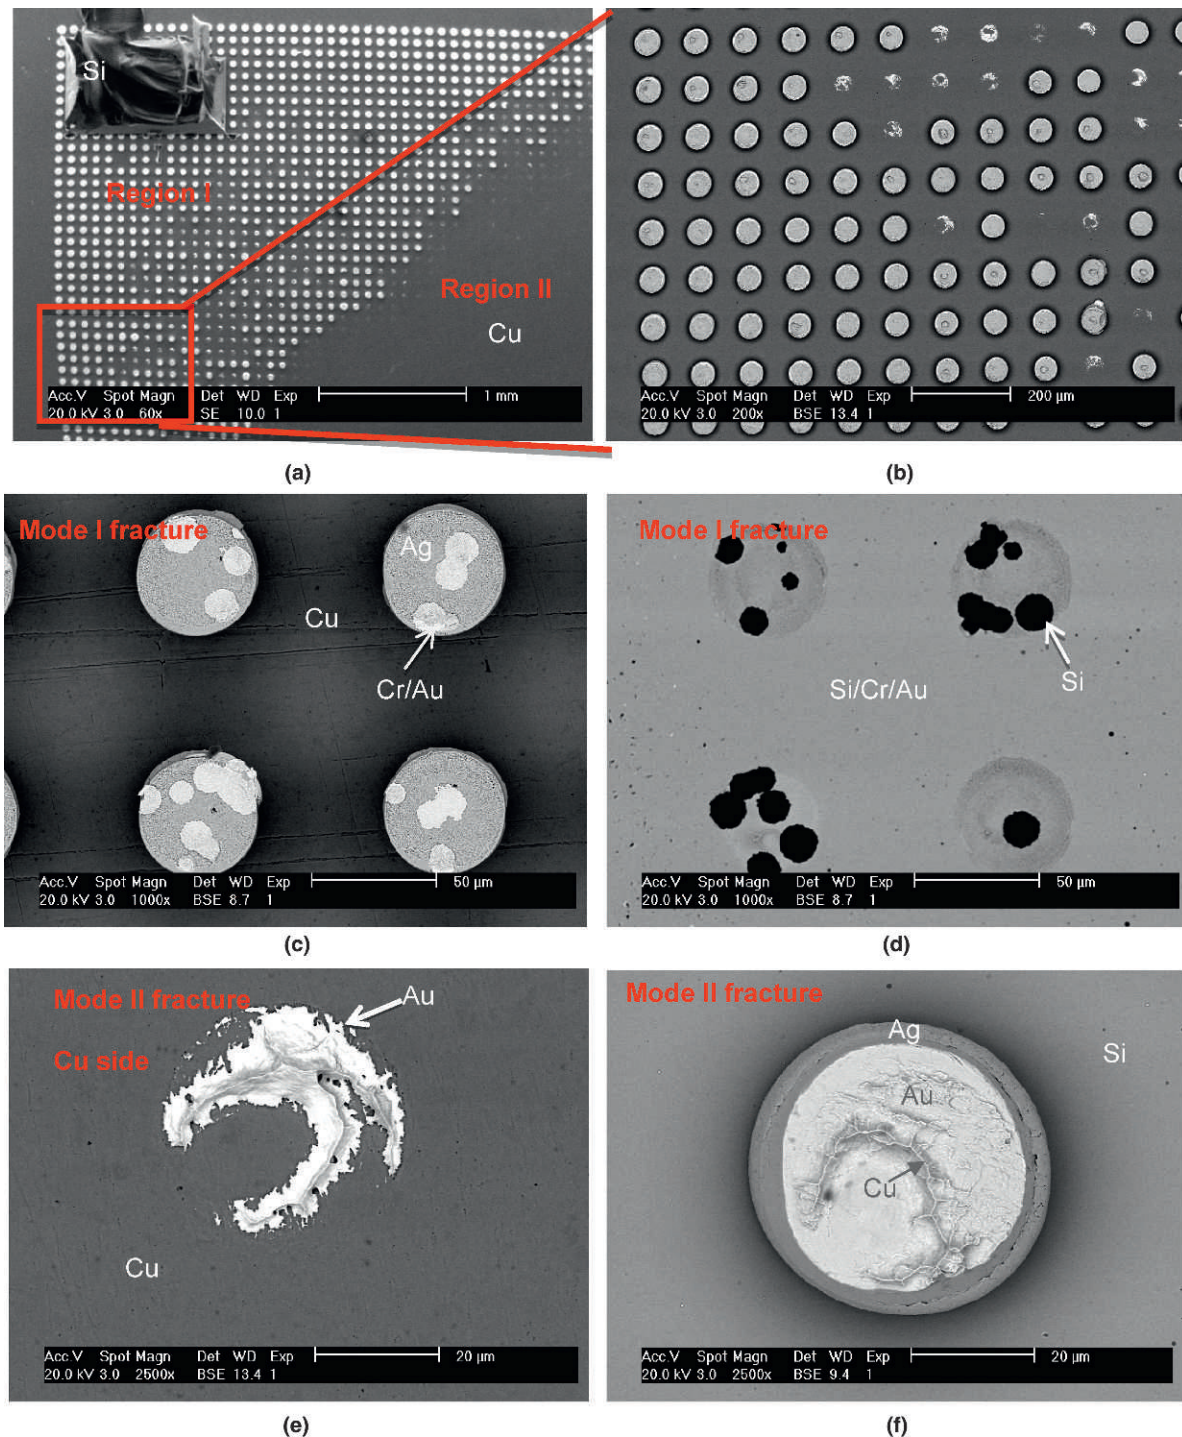 Si
Region I
Region II
Cu
Acc.V Spot Magn Det WD Exp 1 mm
20.0 kV 3.0 60x SE 10.0 1
(a)
Acc.V Spot Magn Det WD Exp 200 µm
20.0 kV 3.0 200x BSE 13.4 1
(b)
Mode I fracture
Ag
Cu
Cr/Au
Acc.V Spot Magn Det WD Exp 50 µm
20.0 kV 3.0 1000x BSE 8.7 1
(c)
Mode I fracture
Si/Cr/Au
Si
Acc.V Spot Magn Det WD Exp 50 µm
20.0 kV 3.0 1000x BSE 8.7 1
(d)
Mode II fracture
Au
Cu side
Cu
Acc.V Spot Magn Det WD Exp 20 µm
20.0 kV 3.0 2500x BSE 13.4 1
(e)
Mode II fracture
Ag
Si
Au
Cu
Acc.V Spot Magn Det WD Exp 20 µm
20.0 kV 3.0 2500x BSE 9.4 1
(f)